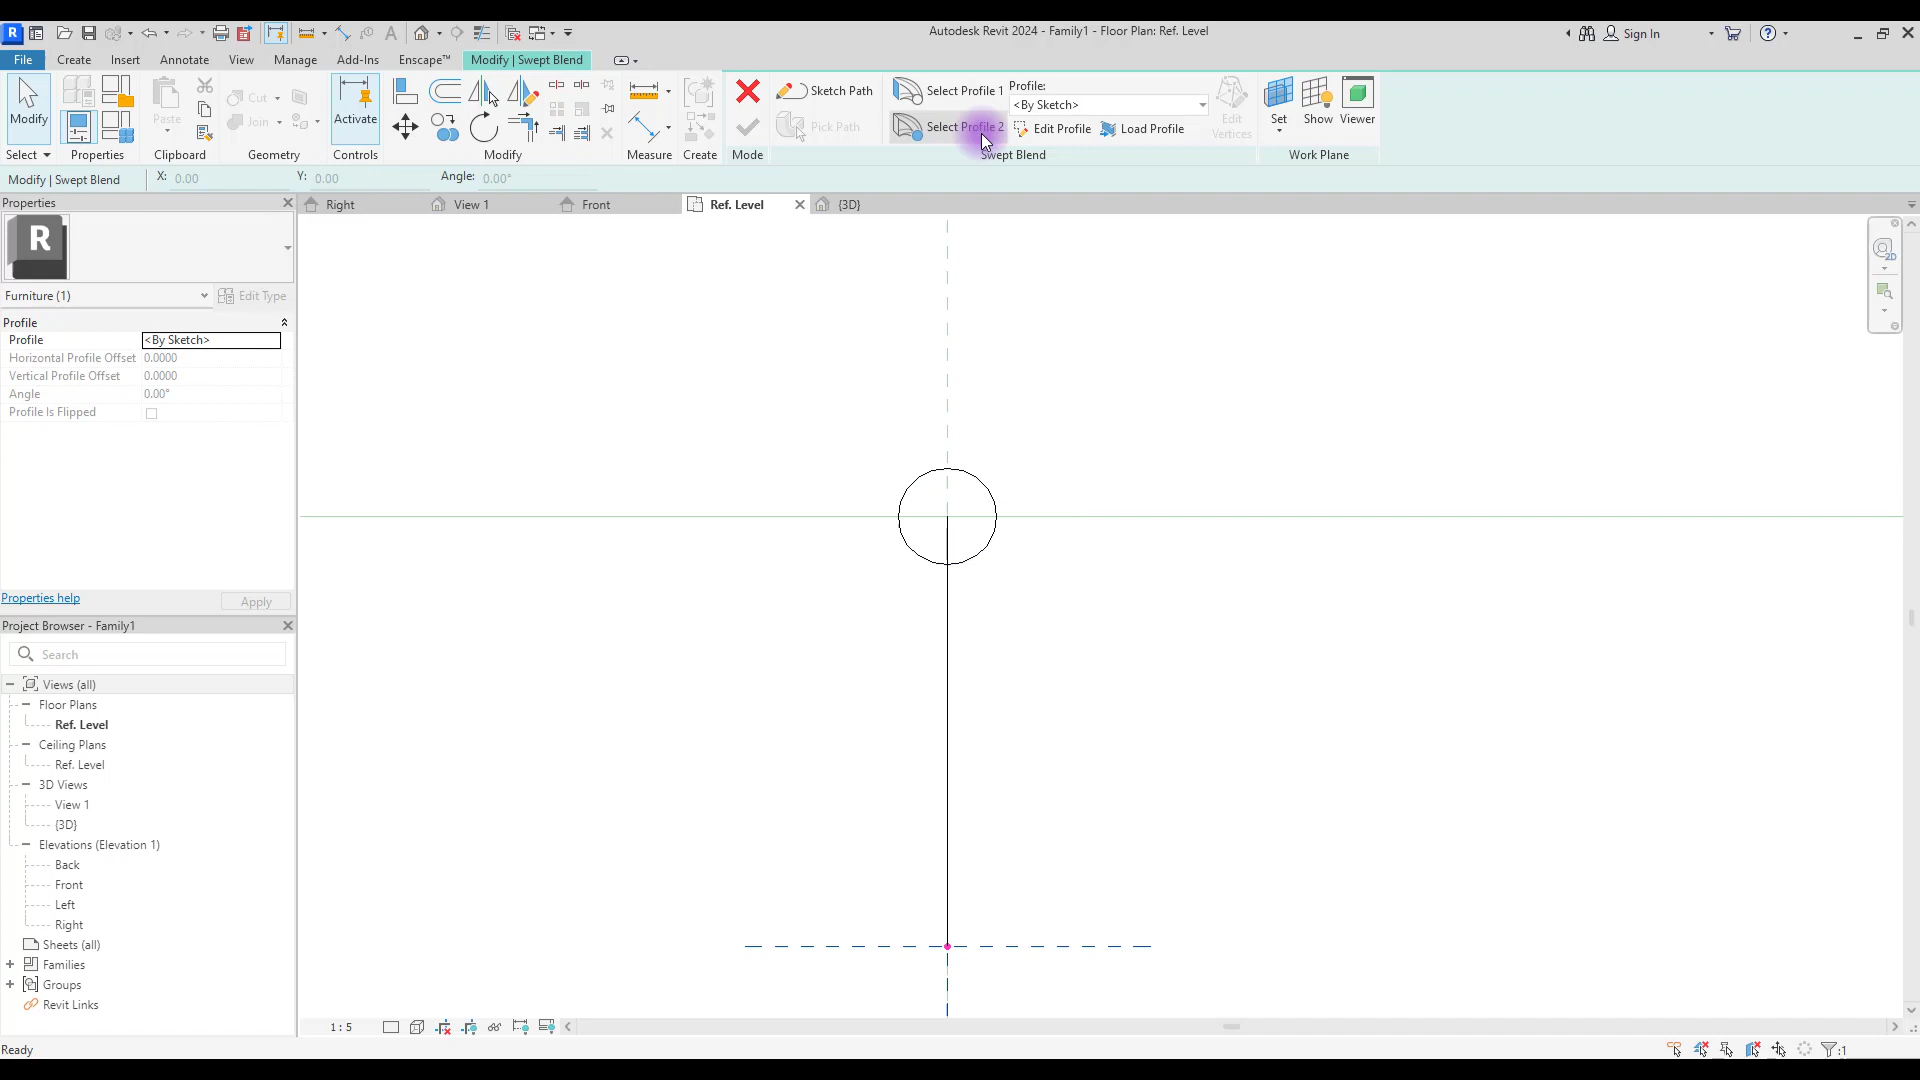 Autodesk Revit 2024 - Family1 - Floor Plan: Ref. Level
Sign In
File
Create
Insert
Annotate
View
Manage
Add-Ins
Enscape™
Modify | Swept Blend
Modify
Select
Properties
Paste
Clipboard
Cut
Join
Geometry
Activate
Controls
Modify
Measure
Create
Mode
Sketch Path
Pick Path
Select Profile 1
Select Profile 2
Profile:
<By Sketch>
Edit Profile
Load Profile
Edit
Vertices
Swept Blend
Set
Show
Viewer
Work Plane
Modify | Swept Blend
X:
0.00
Y:
0.00
Angle:
0.00°
Properties
Right
View 1
Front
Ref. Level
{3D}
R
Furniture (1)
Edit Type
Profile
Profile
<By Sketch>
Horizontal Profile Offset
0.0000
Vertical Profile Offset
0.0000
Angle
0.00°
Profile Is Flipped
Properties help
Apply
Project Browser - Family1
Search
Views (all)
Floor Plans
Ref. Level
Ceiling Plans
Ref. Level
3D Views
View 1
{3D}
Elevations (Elevation 1)
Back
Front
Left
Right
Sheets (all)
Families
Groups
Revit Links
2D
1 : 5
Ready
:1